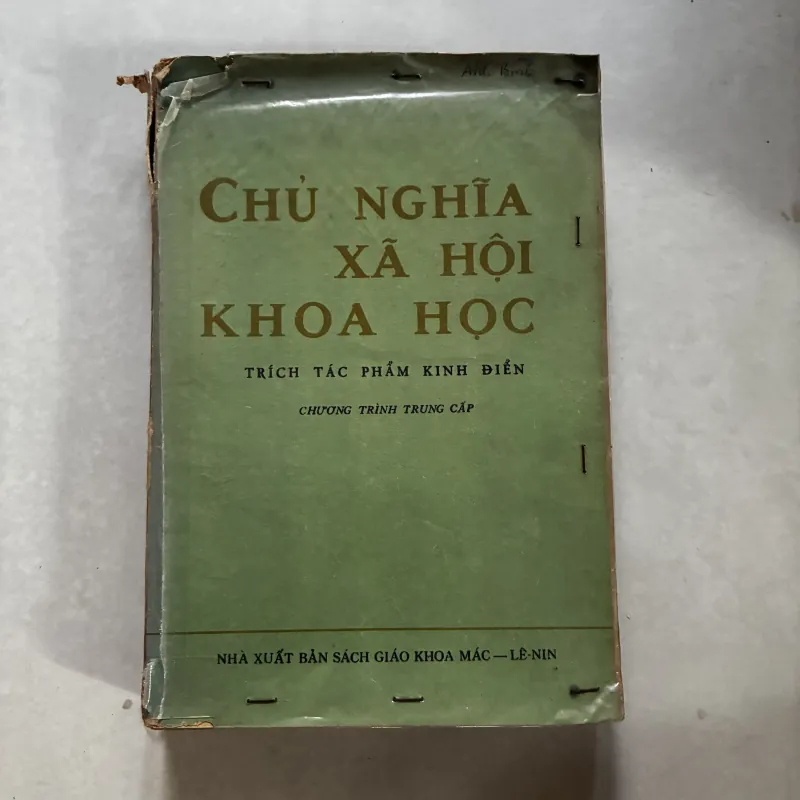 CHỦ NGHĨA
XÃ HỘI
KHOA HỌC
TRÍCH TÁC PHẨM KINH ĐIỂN
CHƯƠNG TRÌNH TRUNG CẤP
NHÀ XUẤT BẢN SÁCH GIÁO KHOA MÁC — LÊ-NIN